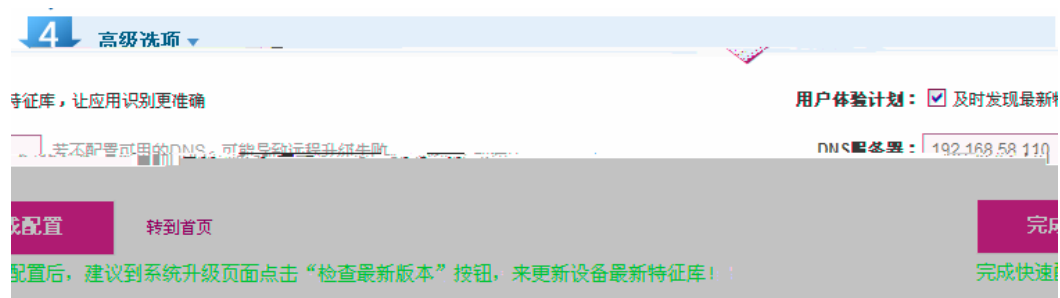 4 高级选项
特征库，让应用识别更准确
用户体验计划： 及时发现最新特
若不配置可用的DNS，可能导致远程升级失败
DNS服务器： 192.168.58.110
成配置 转到首页
完成
配置后，建议到系统升级页面点击“检查最新版本”按钮，来更新设备最新特征库！
完成快速配